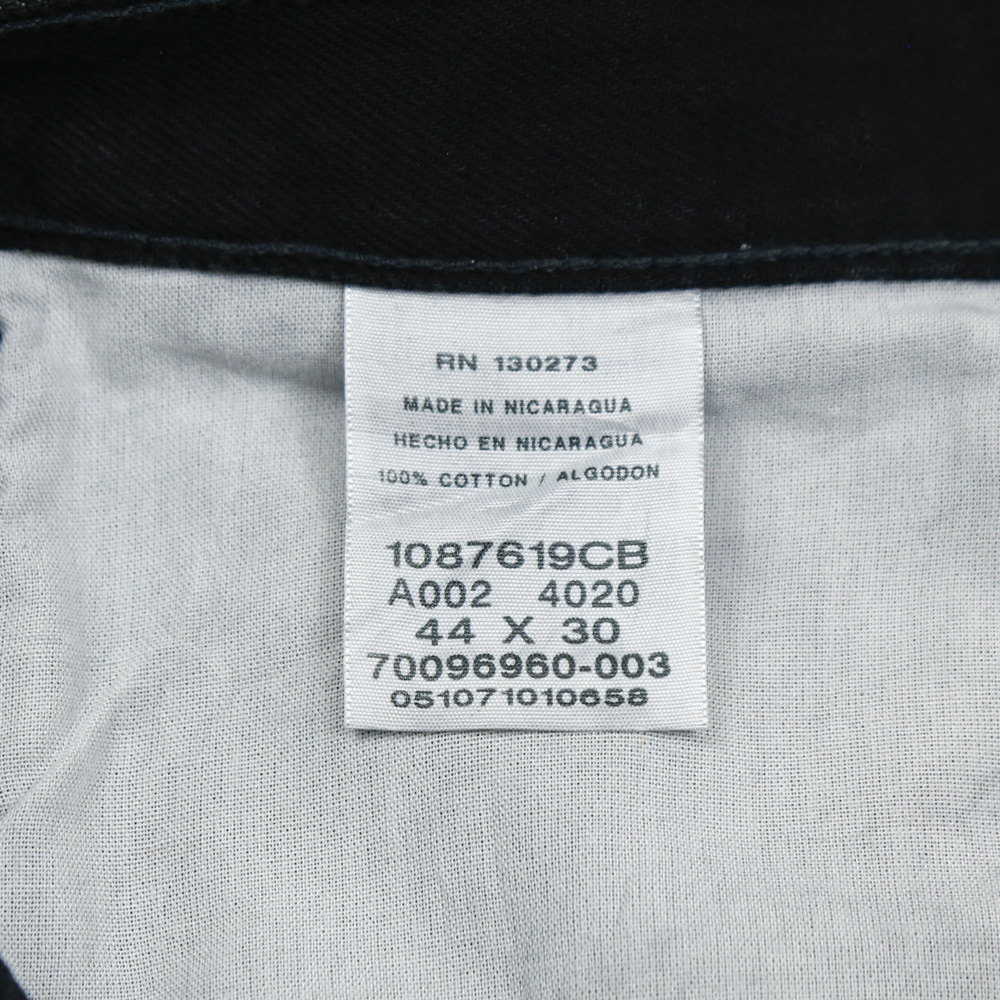 RN 130273
MADE IN NICARAGUA
HECHO EN NICARAGUA
100% COTTON / ALGODON
1087619CB
A002 4020
44 X 30
70096960-003
051071010658